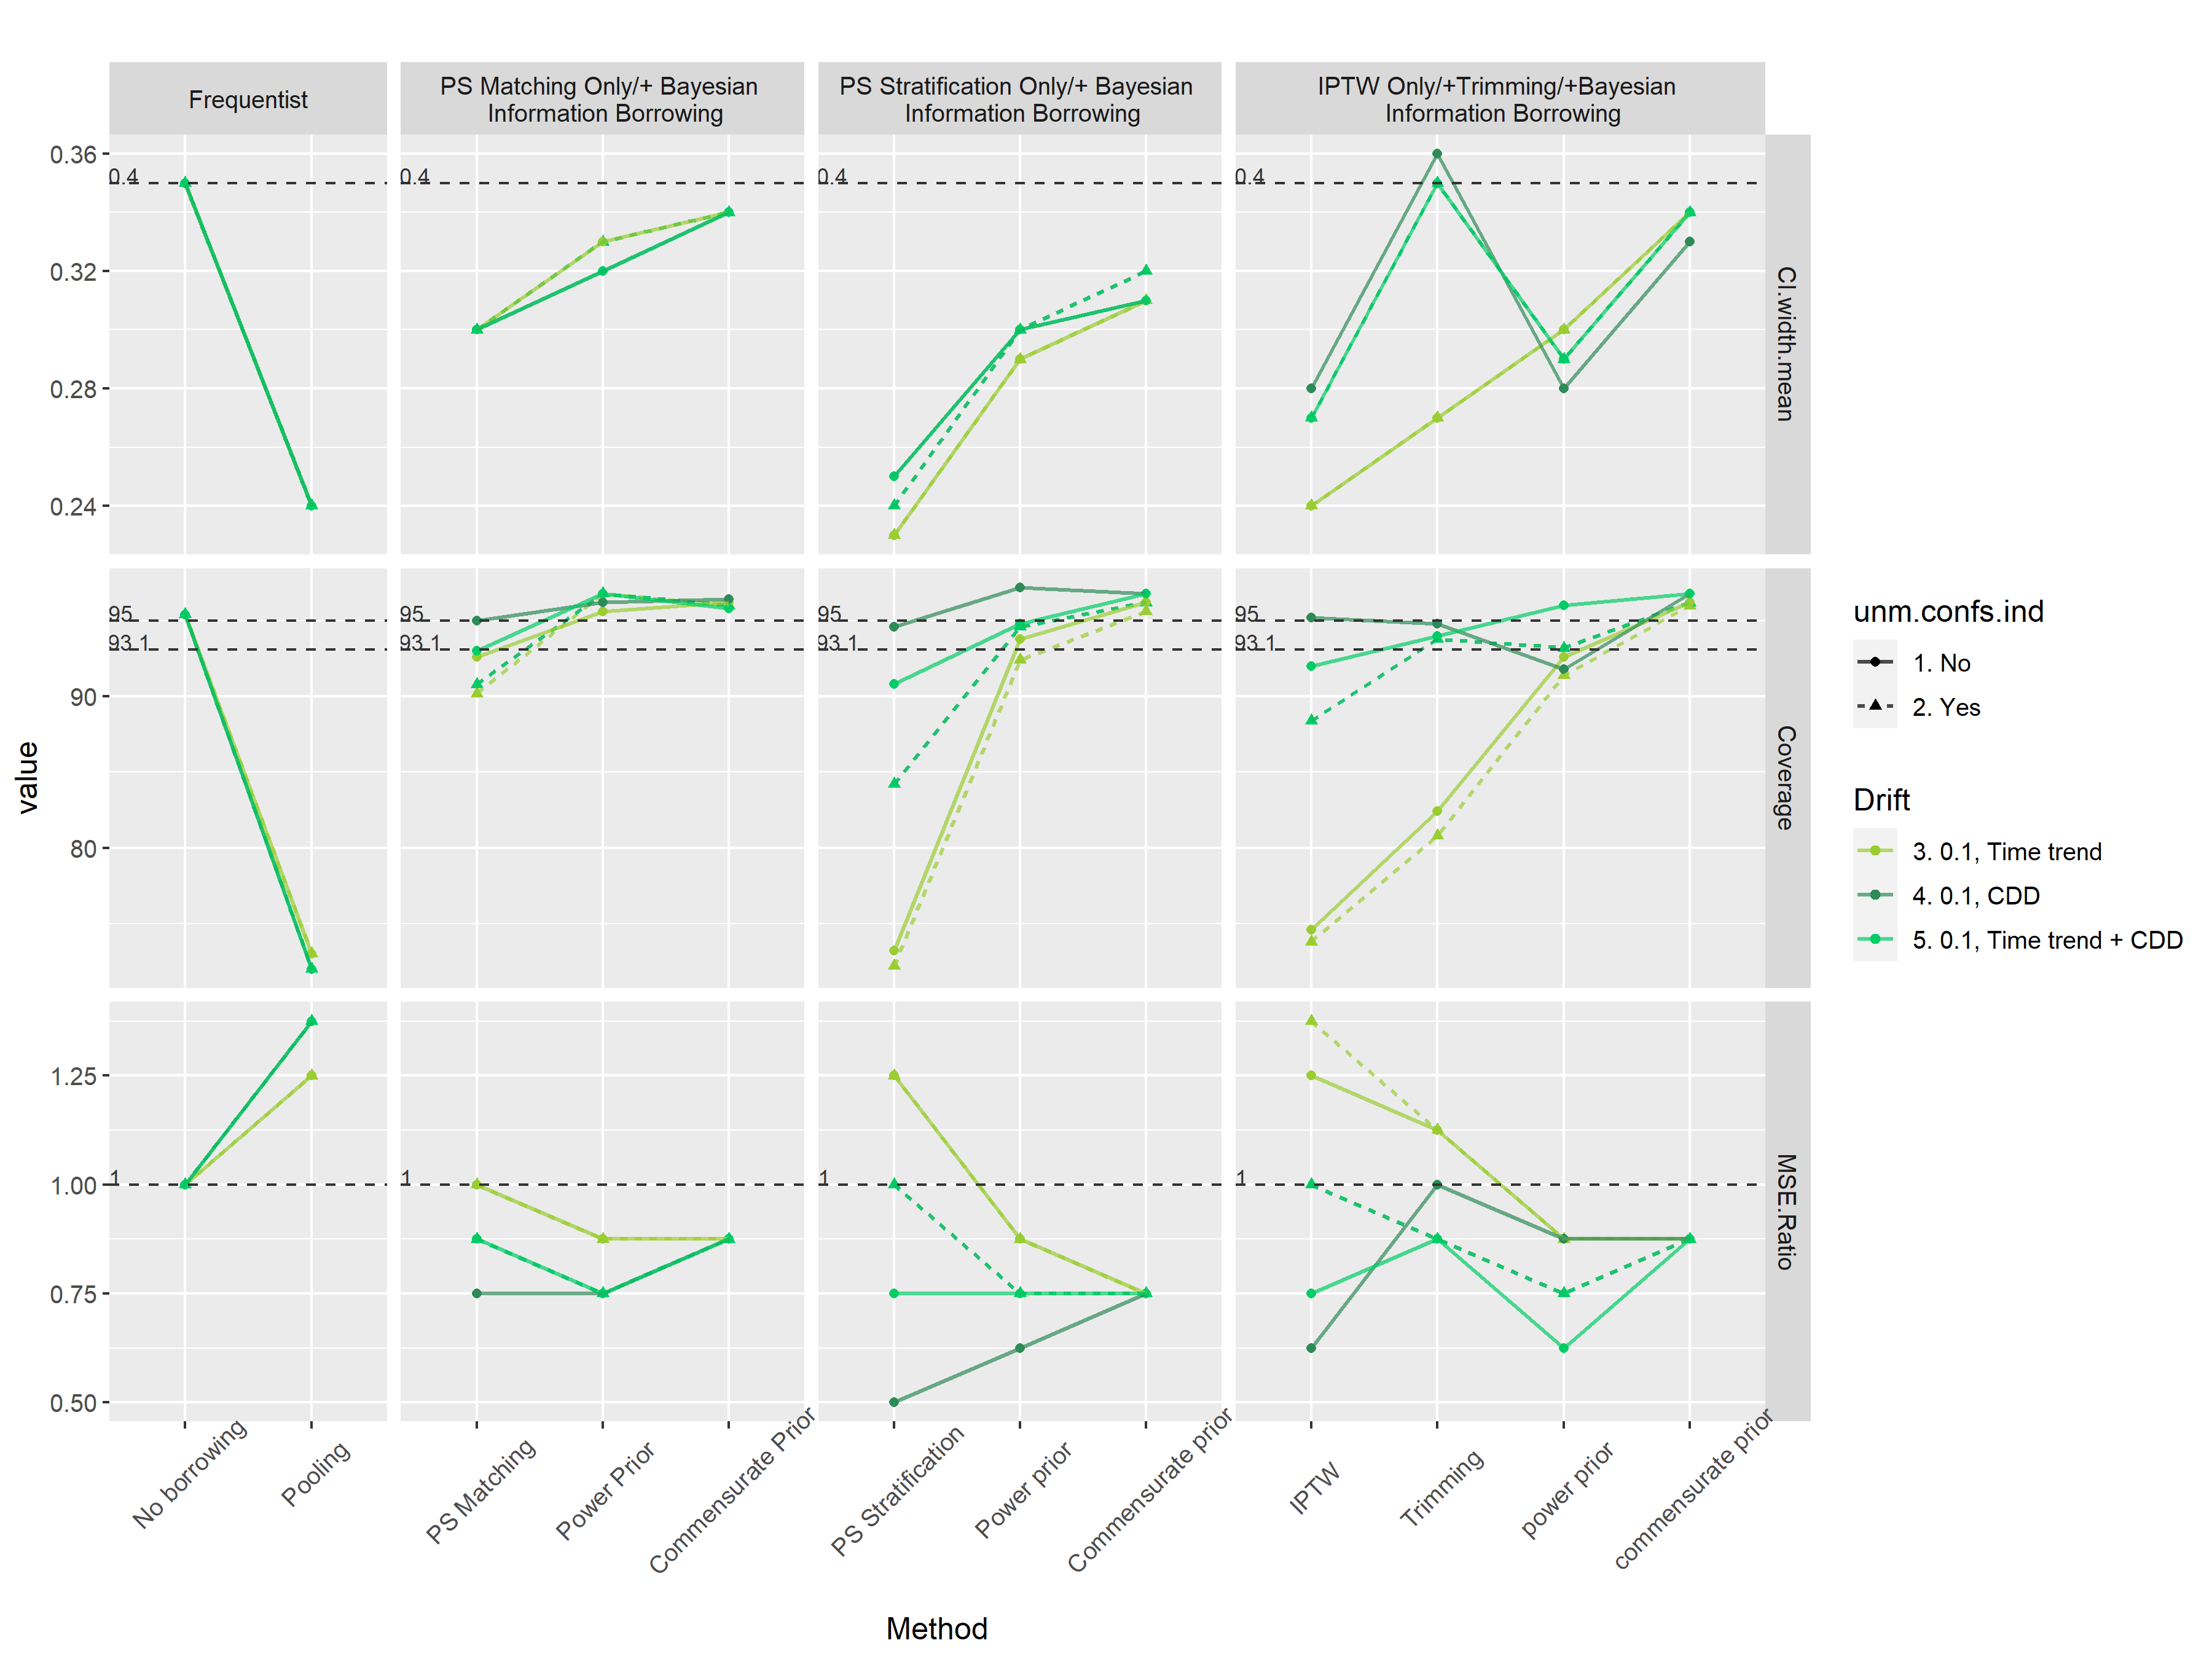 Frequentist
PS Matching Only/+ Bayesian
Information Borrowing
PS Stratification Only/+ Bayesian
Information Borrowing
IPTW Only/+Trimming/+Bayesian
Information Borrowing
0.36
0.32
0.28
0.24
0.4
0.4
0.4
0.4
CI.width.mean
90
80
95
93.1
95
93.1
95
93.1
95
93.1
Coverage
1.25
1.00
0.75
0.50
1
1
1
1
MSE.Ratio
value
No borrowing
Pooling
PS Matching
Power Prior
Commensurate Prior
PS Stratification
Power prior
Commensurate prior
IPTW
Trimming
power prior
commensurate prior
Method
unm.confs.ind
1. No
2. Yes
Drift
3. 0.1, Time trend
4. 0.1, CDD
5. 0.1, Time trend + CDD